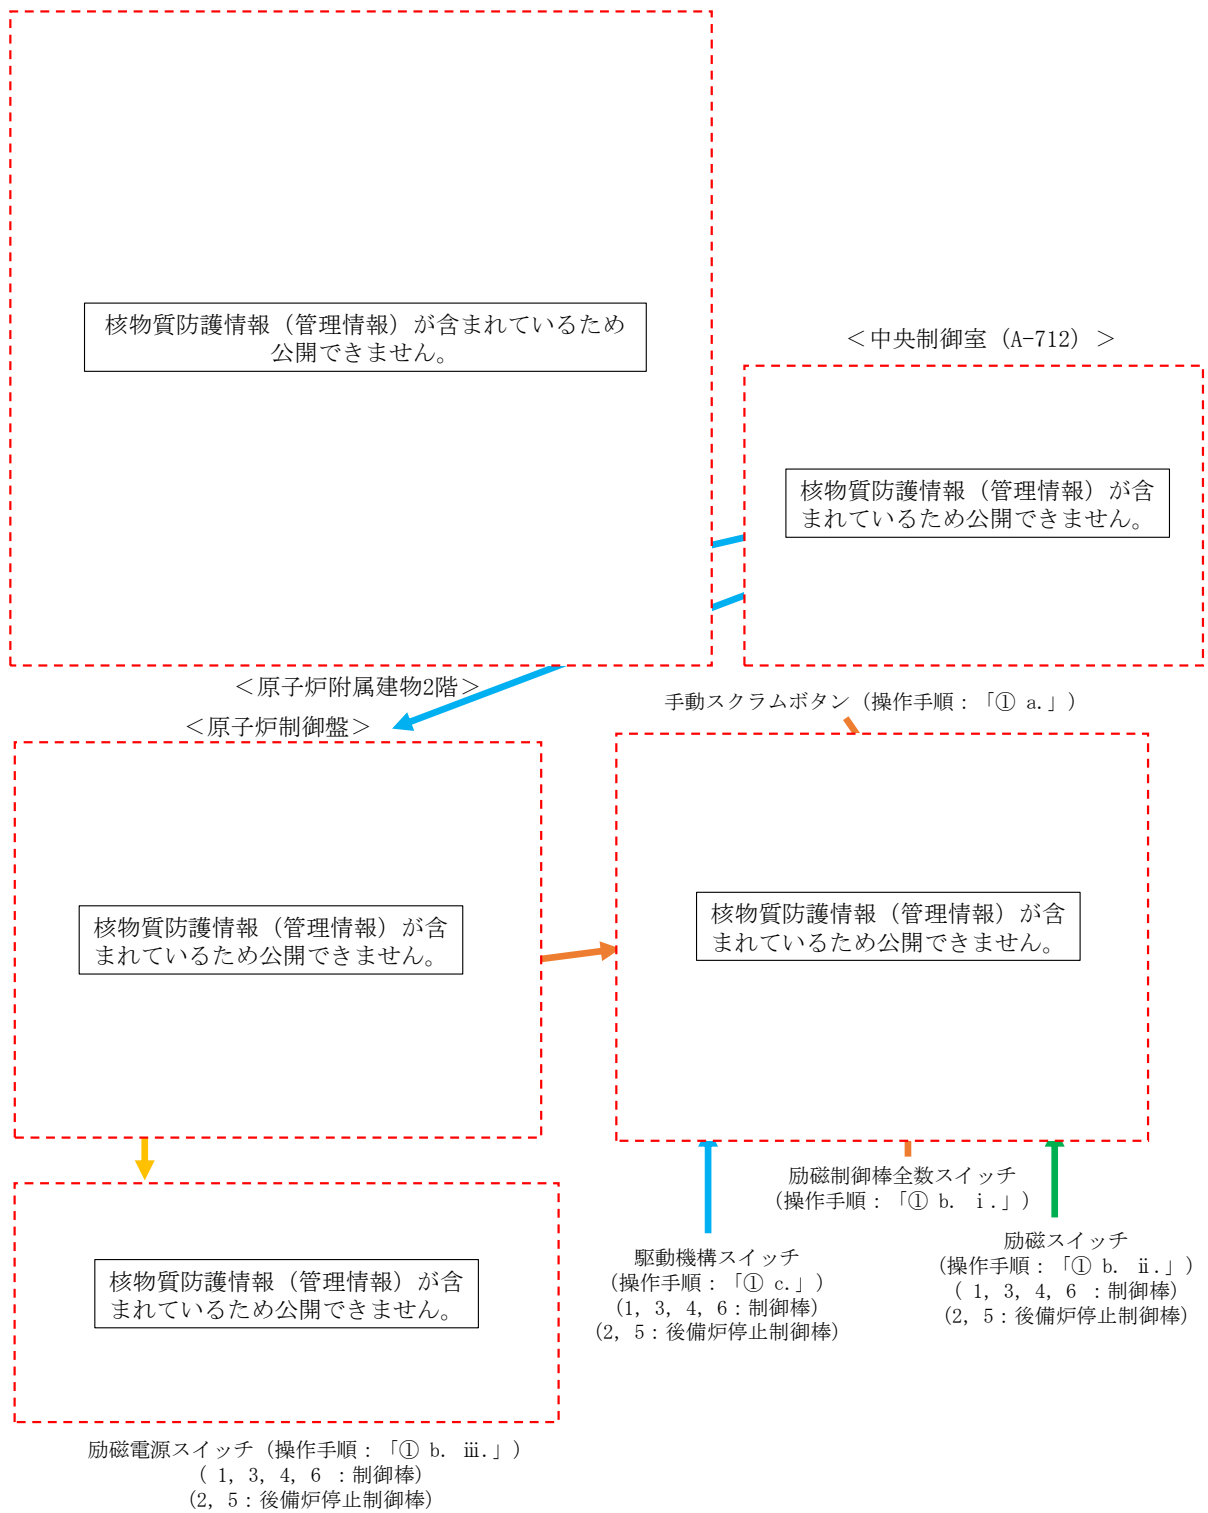 核物質防護情報（管理情報）が含まれているため
公開できません。
＜中央制御室（A-712）＞
核物質防護情報（管理情報）が含
まれているため公開できません。
＜原子炉附属建物2階＞
手動スクラムボタン（操作手順：「① a.」）
＜原子炉制御盤＞
核物質防護情報（管理情報）が含
まれているため公開できません。
核物質防護情報（管理情報）が含
まれているため公開できません。
励磁制御棒全数スイッチ
（操作手順：「① b. ⅰ.」）
駆動機構スイッチ
（操作手順：「① c.」）
（1, 3, 4, 6：制御棒）
（2, 5：後備炉停止制御棒）
励磁スイッチ
（操作手順：「① b. ⅱ.」）
（ 1, 3, 4, 6 ：制御棒）
（2, 5：後備炉停止制御棒）
核物質防護情報（管理情報）が含
まれているため公開できません。
励磁電源スイッチ（操作手順：「① b. ⅲ.」）
（ 1, 3, 4, 6 ：制御棒）
（2, 5：後備炉停止制御棒）